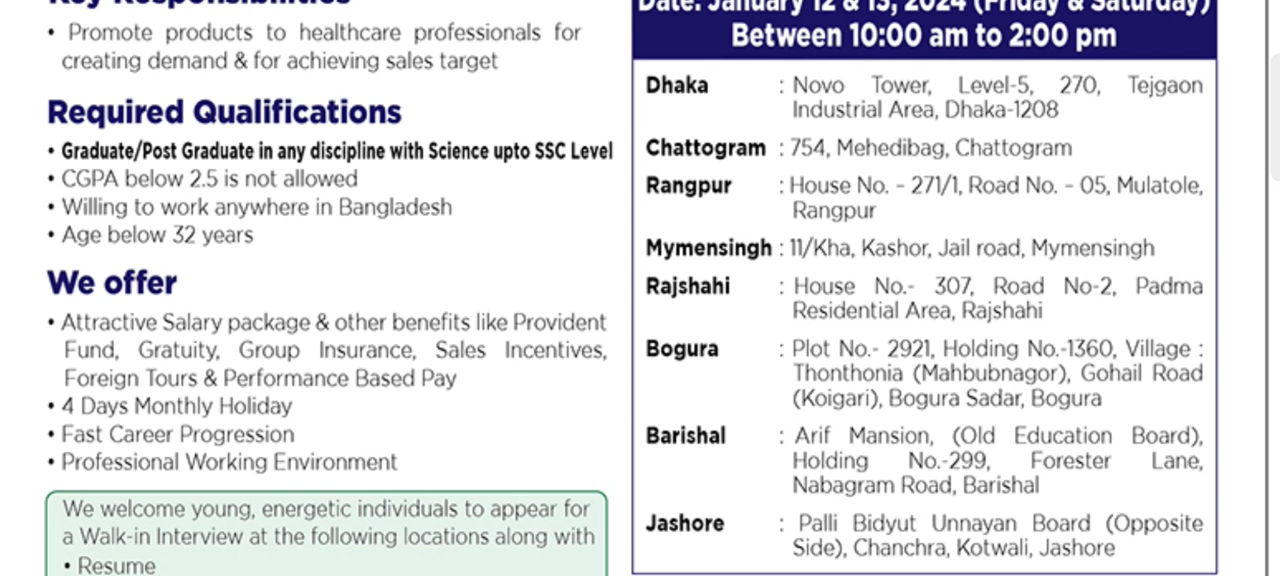 Key Responsibilities
• Promote products to healthcare professionals for
creating demand & for achieving sales target
Required Qualifications
• Graduate/Post Graduate in any discipline with Science upto SSC Level
• CGPA below 2.5 is not allowed
• Willing to work anywhere in Bangladesh
• Age below 32 years
We offer
• Attractive Salary package & other benefits like Provident
Fund, Gratuity, Group Insurance, Sales Incentives,
Foreign Tours & Performance Based Pay
• 4 Days Monthly Holiday
• Fast Career Progression
• Professional Working Environment
We welcome young, energetic individuals to appear for
a Walk-in Interview at the following locations along with
• Resume
Date: January 12 & 13, 2024 (Friday & Saturday)
Between 10:00 am to 2:00 pm
Dhaka : Novo Tower, Level-5, 270, Tejgaon
Industrial Area, Dhaka-1208
Chattogram : 754, Mehedibag, Chattogram
Rangpur : House No. - 271/1, Road No. - 05, Mulatole,
Rangpur
Mymensingh : 11/Kha, Kashor, Jail road, Mymensingh
Rajshahi : House No.- 307, Road No-2, Padma
Residential Area, Rajshahi
Bogura : Plot No.- 2921, Holding No.-1360, Village :
Thonthonia (Mahbubnagor), Gohail Road
(Koigari), Bogura Sadar, Bogura
Barishal : Arif Mansion, (Old Education Board),
Holding No.-299, Forester Lane,
Nabagram Road, Barishal
Jashore : Palli Bidyut Unnayan Board (Opposite
Side), Chanchra, Kotwali, Jashore